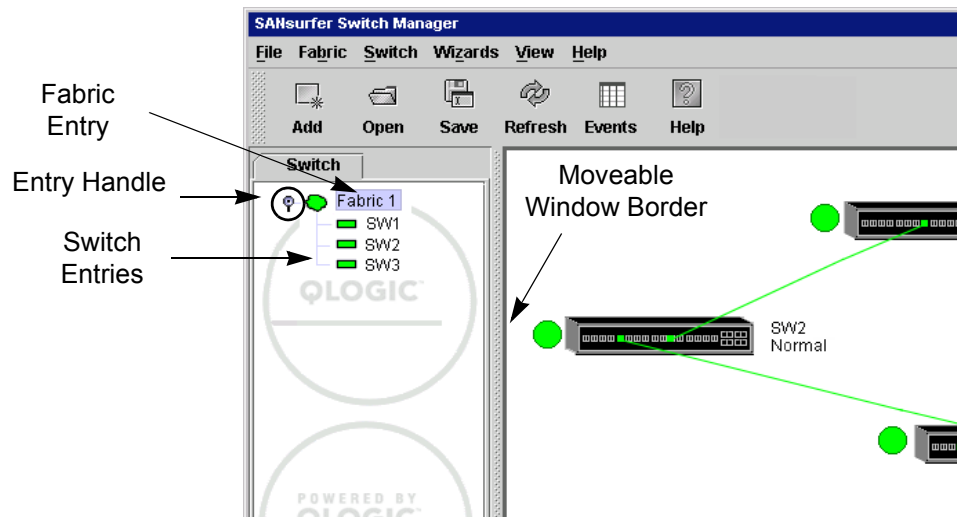 SANsurfer Switch Manager
File Fabric Switch Wizards View Help
Add Open Save Refresh Events Help
Fabric
Entry
Switch
Entry Handle
Fabric 1
Moveable
Window Border
SW1
SW2
SW3
Switch
Entries
QLOGIC
SW2
Normal
POWERED BY
QLOGIC